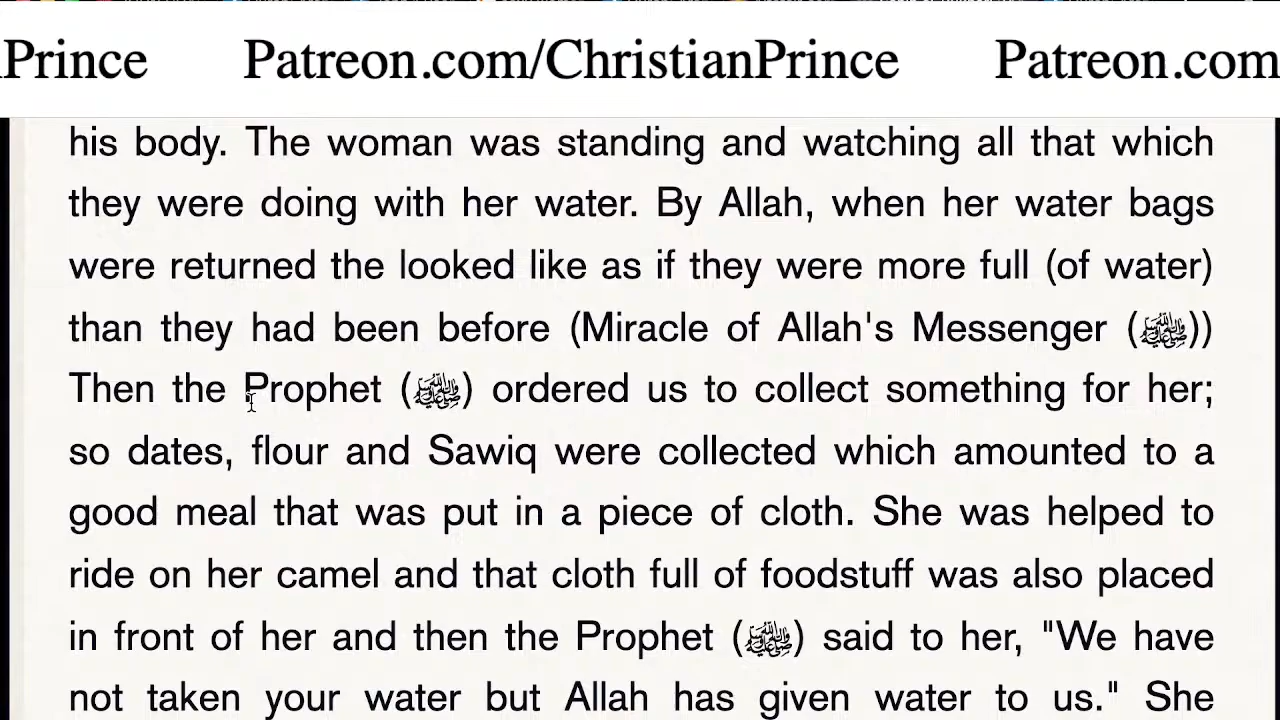 Prince Patreon.com/ChristianPrince Patreon.com
his body. The woman was standing and watching all that which
they were doing with her water. By Allah, when her water bags
were returned the looked like as if they were more full (of water)
than they had been before (Miracle of Allah's Messenger (ﷺ))
Then the Prophet (ﷺ) ordered us to collect something for her;
so dates, flour and Sawiq were collected which amounted to a
good meal that was put in a piece of cloth. She was helped to
ride on her camel and that cloth full of foodstuff was also placed
in front of her and then the Prophet (ﷺ) said to her, "We have
not taken your water but Allah has given water to us." She